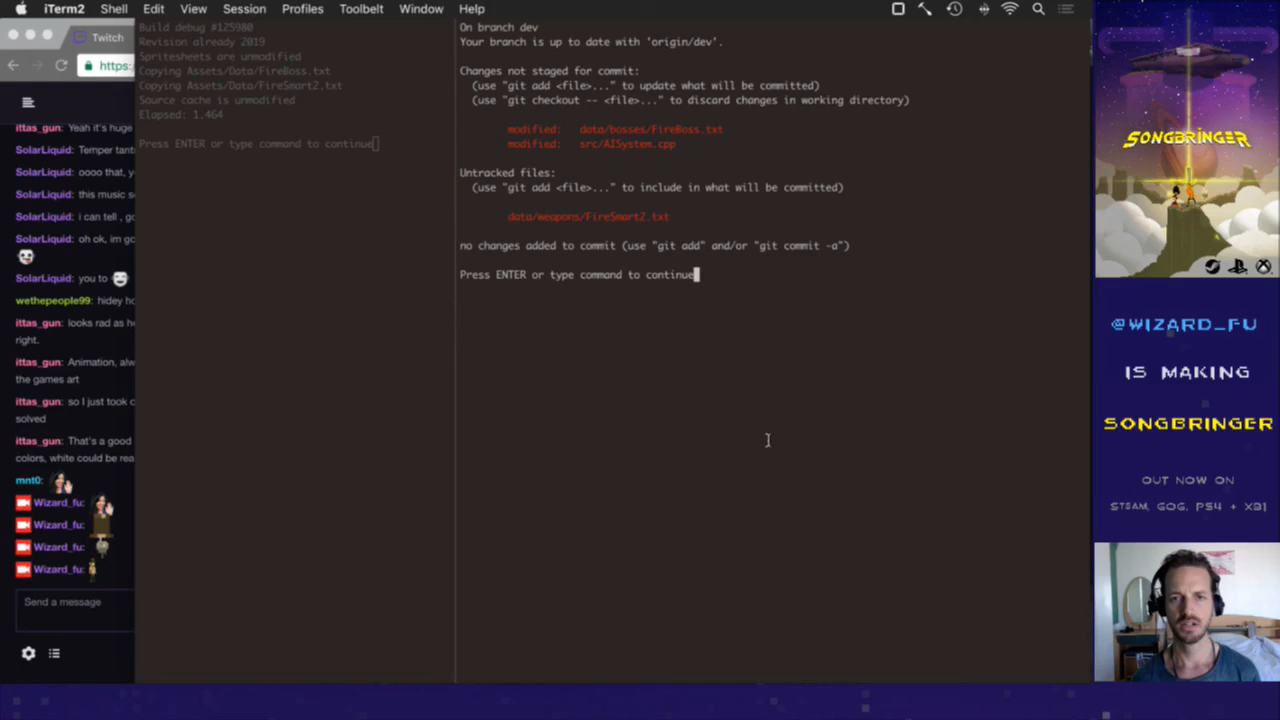 iTerm2 Shell Edit View Session Profiles Toolbelt Window Help
Twitch
https:
ittas_gun: Yeah it's huge
SolarLiquid: Temper tant
SolarLiquid: oooo that, y
SolarLiquid: this music s
SolarLiquid: i can tell , g
SolarLiquid: oh ok, im g
SolarLiquid: you to
wethepeople99: hidey h
ittas_gun: looks rad as h
right.
ittas_gun: Animation, alw
the games art
ittas_gun: so I just took
solved
ittas_gun: That's a good
colors, white could be rea
mnt0:
Wizard_fu:
Wizard_fu:
Wizard_fu:
Wizard_fu:
Send a message
Build debug #125980
Revision already 2019
Spritesheets are unmodified
Copying Assets/Data/FireBoss.txt
Copying Assets/Data/FireSmart2.txt
Source cache is unmodified
Elapsed: 1.464
Press ENTER or type command to continue
On branch dev
Your branch is up to date with 'origin/dev'.
Changes not staged for commit:
(use "git add <file>..." to update what will be committed)
(use "git checkout -- <file>..." to discard changes in working directory)
modified: data/bosses/FireBoss.txt
modified: src/AISystem.cpp
Untracked files:
(use "git add <file>..." to include in what will be committed)
data/weapons/FireSmart2.txt
no changes added to commit (use "git add" and/or "git commit -a")
Press ENTER or type command to continue
SONGBRINGER
@WIZARD_FU
IS MAKING
SONGBRINGER
OUT NOW ON
STEAM, GOG, PS4 + XB1